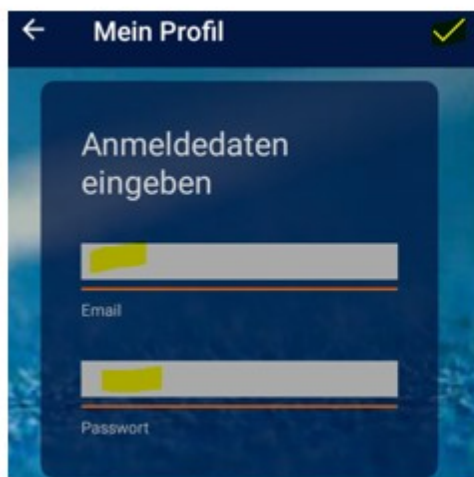 Mein Profil
Anmeldedaten
eingeben
Email
Passwort